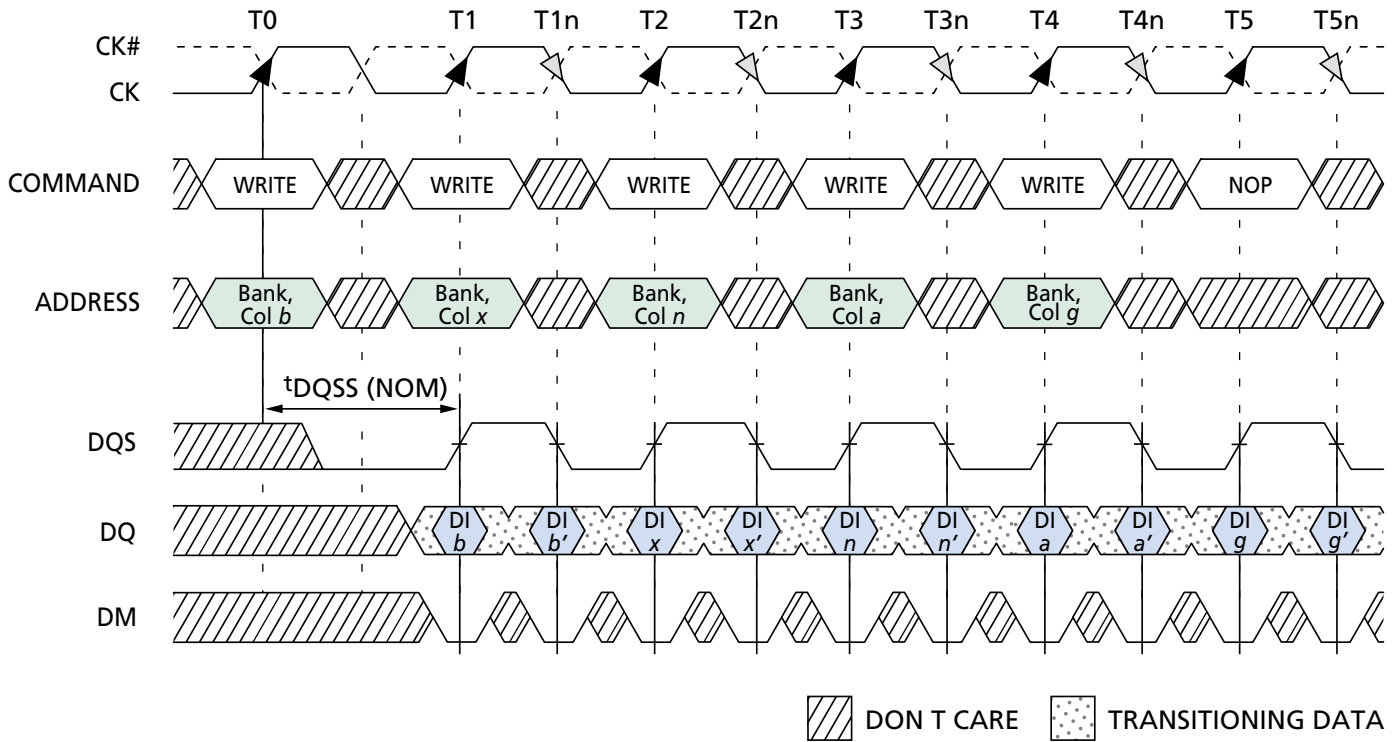 T0 T1 T1n T2 T2n T3 T3n T4 T4n T5 T5n
CK#
CK
COMMAND WRITE WRITE WRITE WRITE WRITE NOP
ADDRESS Bank, Col b Bank, Col x Bank, Col n Bank, Col a Bank, Col g
tDQSS (NOM)
DQS
DQ DI b DI b’ DI x DI x’ DI n DI n’ DI a DI a’ DI g DI g’
DM
DON T CARE TRANSITIONING DATA